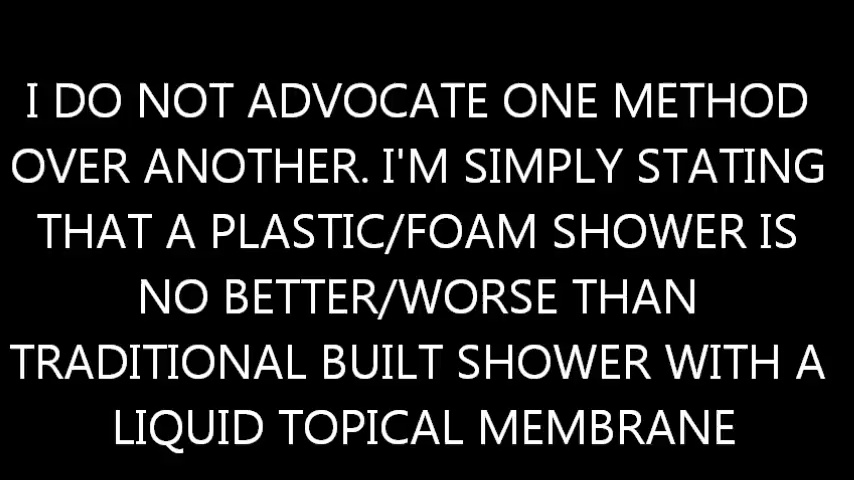 I DO NOT ADVOCATE ONE METHOD
OVER ANOTHER. I'M SIMPLY STATING
THAT A PLASTIC/FOAM SHOWER IS
NO BETTER/WORSE THAN
TRADITIONAL BUILT SHOWER WITH A
LIQUID TOPICAL MEMBRANE